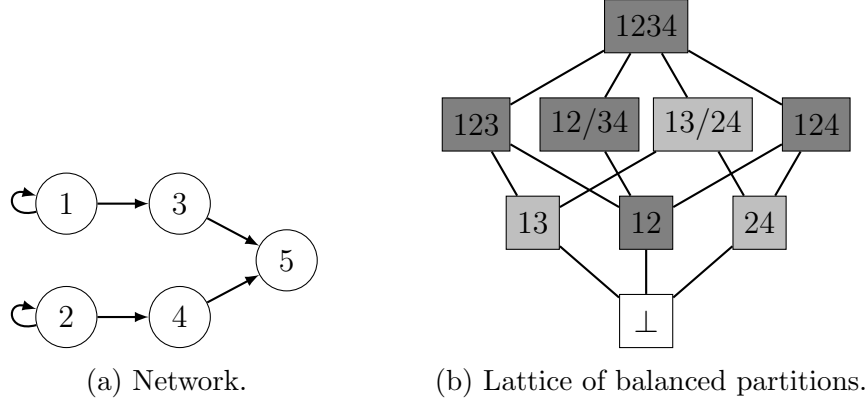 1
3
5
2
4
(a) Network.
1234
123 12/34 13/24 124
13 12 24
⊥
(b) Lattice of balanced partitions.